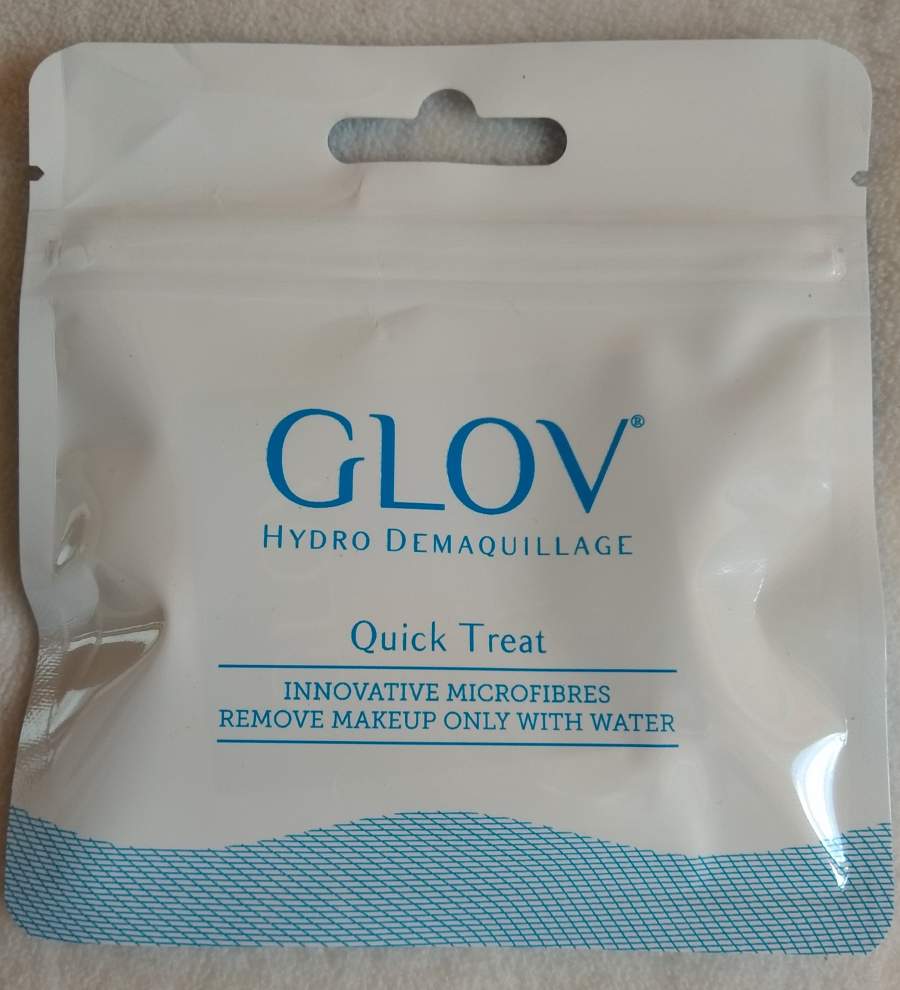 GLOV®
HYDRO DEMAQUILLAGE
Quick Treat
INNOVATIVE MICROFIBRES
REMOVE MAKEUP ONLY WITH WATER